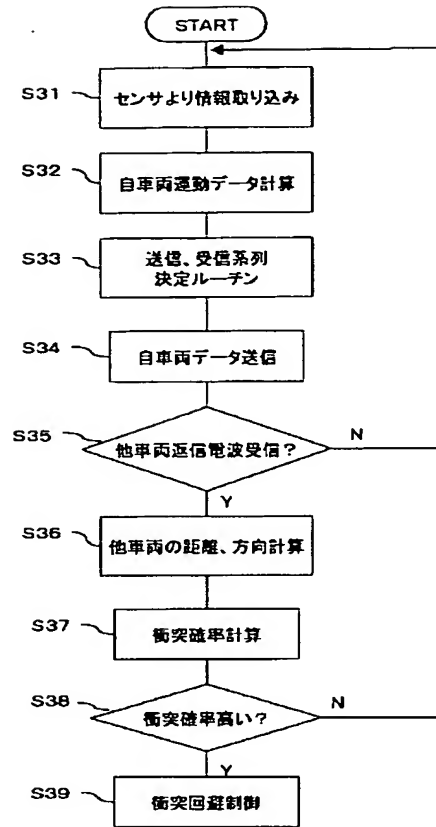 START
S31
センサより情報取り込み
S32
自車両運動データ計算
S33
送信、受信系列
決定ルーチン
S34
自車両データ送信
S35
他車両返信電波受信？
N
Y
S36
他車両の距離、方向計算
S37
衝突確率計算
S38
衝突確率高い？
N
Y
S39
衝突回避制御